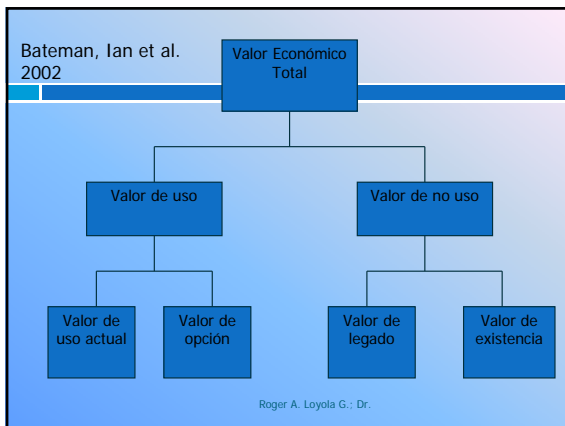 Bateman, Ian et al.
2002
Valor Económico
Total
Valor de uso
Valor de no uso
Valor de
uso actual
Valor de
opción
Valor de
legado
Valor de
existencia
Roger A. Loyola G.; Dr.